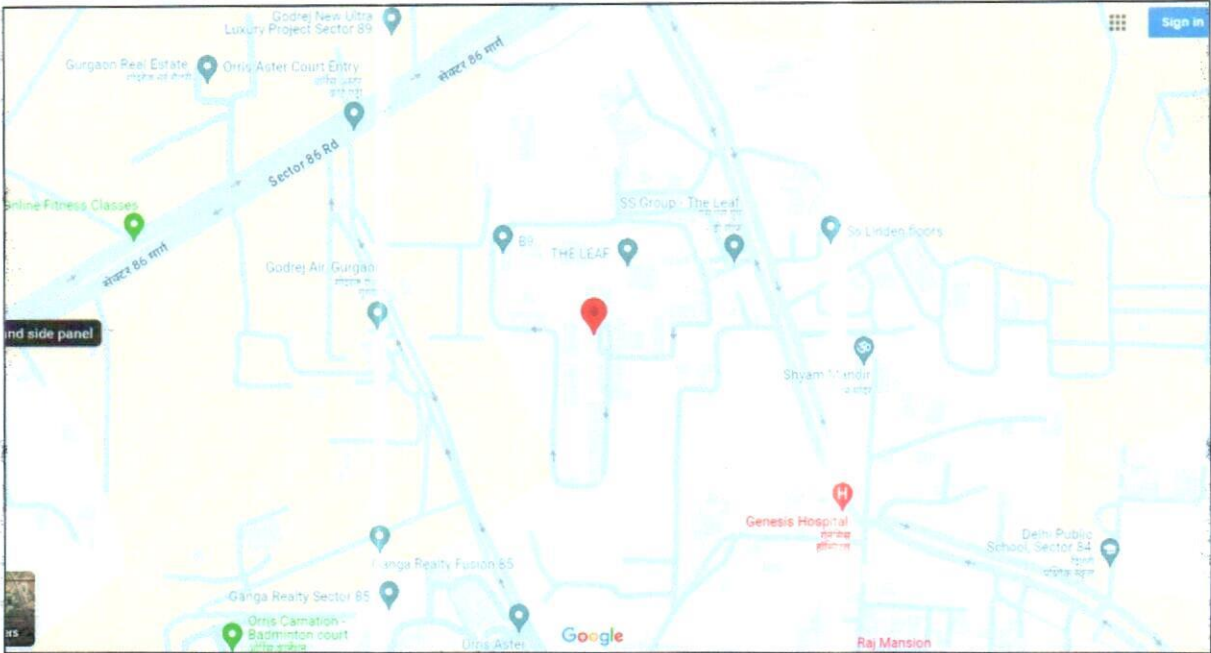 Godrej New Ultra
Luxury Project Sector 89
Sign in
Gurgaon Real Estate
Orris Aster Court Entry
सेक्टर 86 मार्ग
Sector 86 Rd
Online Fitness Classes
सेक्टर 86 मार्ग
SS Group - The Leaf
Ss Linden floors
B9
THE LEAF
Godrej Air, Gurgaon
nd side panel
Shyam Mandir
Genesis Hospital
Delhi Public
School, Sector 84
Ganga Realty Fusion 85
Ganga Realty Sector 85
Orris Carnation -
Badminton court
Orris Aster
Google
Raj Mansion
ers